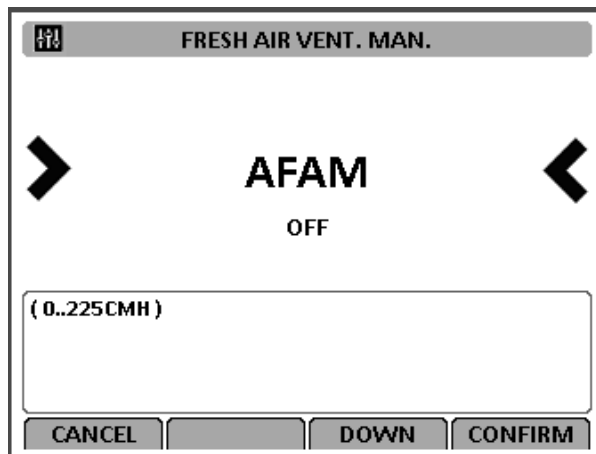 FRESH AIR VENT. MAN.
AFAM
OFF
( 0..225CMH )
CANCEL DOWN CONFIRM